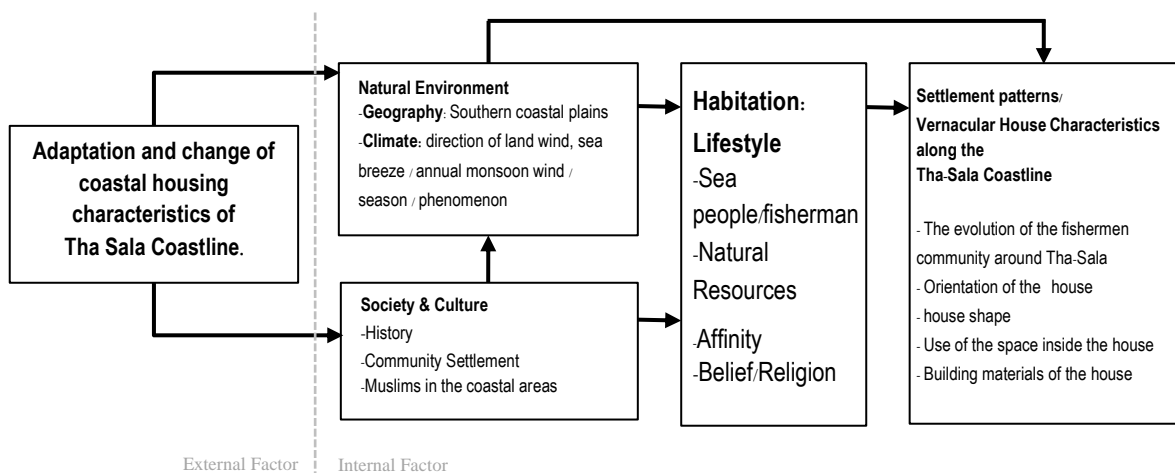 Adaptation and change of
coastal housing
characteristics of
Tha Sala Coastline.
Natural Environment
-Geography: Southern coastal plains
-Climate: direction of land wind, sea
breeze / annual monsoon wind /
season / phenomenon
Society & Culture
-History
-Community Settlement
-Muslims in the coastal areas
Habitation:
Lifestyle
-Sea
people/fisherman
-Natural
Resources
-Affinity
-Belief/Religion
Settlement patterns/
Vernacular House Characteristics
along the
Tha-Sala Coastline
- The evolution of the fishermen
community around Tha-Sala
- Orientation of the house
- house shape
- Use of the space inside the house
- Building materials of the house
External Factor
Internal Factor